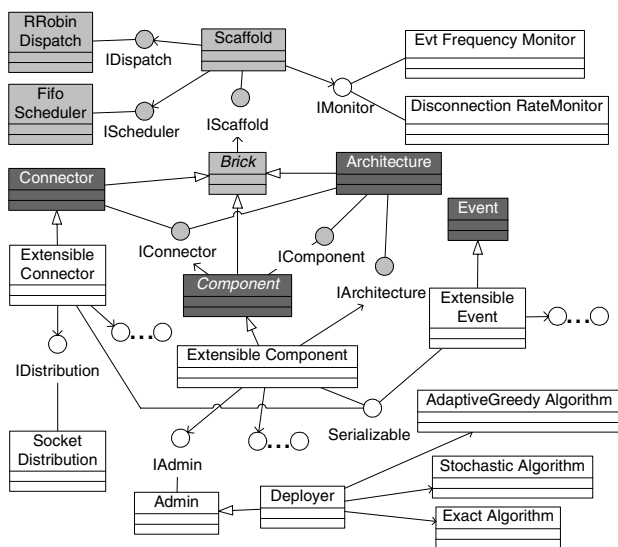 RRobin
Dispatch
Scaffold
Evt Frequency Monitor
IDispatch
Fifo
Scheduler
IMonitor
Disconnection RateMonitor
IScheduler
IScaffold
Connector
Brick
Architecture
Event
Extensible
Connector
IConnector
IComponent
Component
IArchitecture
Extensible
Event
...
...
Extensible Component
IDistribution
AdaptiveGreedy Algorithm
Serializable
...
Socket
Distribution
IAdmin
Stochastic Algorithm
Admin
Deployer
Exact Algorithm